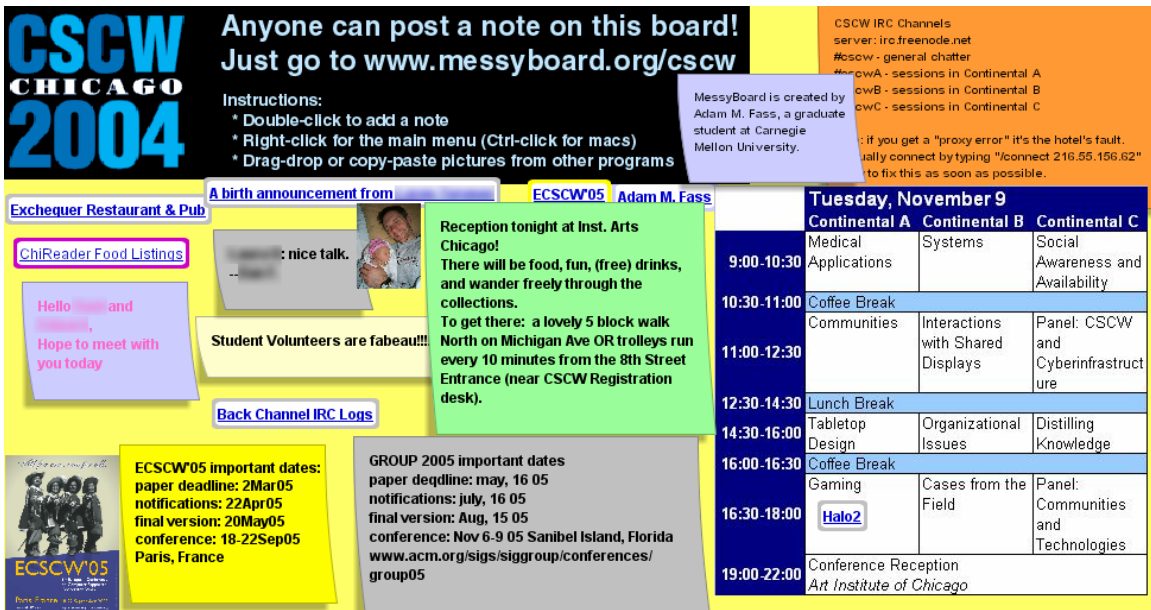 CSCW
CHICAGO
2004
Anyone can post a note on this board!
Just go to www.messyboard.org/cscw
Instructions:
* Double-click to add a note
* Right-click for the main menu (Ctrl-click for macs)
* Drag-drop or copy-paste pictures from other programs
MessyBoard is created by
Adam M. Fass, a graduate
student at Carnegie
Mellon University.
CSCW IRC Channels
server: irc.freenode.net
#cscw - general chatter
#cscwA - sessions in Continental A
cwB - sessions in Continental B
cwC - sessions in Continental C
: if you get a "proxy error" it's the hotel's fault.
ually connect by typing "/connect 216.55.156.62"
to fix this as soon as possible.
Exchequer Restaurant & Pub
A birth announcement from
ECSCW'05
Adam M. Fass
ChiReader Food Listings
: nice talk.
--
Hello and
,
Hope to meet with
you today
Student Volunteers are fabeau!!!
Back Channel IRC Logs
Reception tonight at Inst. Arts
Chicago!
There will be food, fun, (free) drinks,
and wander freely through the
collections.
To get there: a lovely 5 block walk
North on Michigan Ave OR trolleys run
every 10 minutes from the 8th Street
Entrance (near CSCW Registration
desk).
ECSCW'05 important dates:
paper deadline: 2Mar05
notifications: 22Apr05
final version: 20May05
conference: 18-22Sep05
Paris, France
ECSCW'05
GROUP 2005 important dates
paper deqdline: may, 16 05
notifications: july, 16 05
final version: Aug, 15 05
conference: Nov 6-9 05 Sanibel Island, Florida
www.acm.org/sigs/siggroup/conferences/
group05
Tuesday, November 9
Continental A Continental B Continental C
9:00-10:30 Medical Applications Systems Social Awareness and Availability
10:30-11:00 Coffee Break
11:00-12:30 Communities Interactions with Shared Displays Panel: CSCW and Cyberinfrastructure
12:30-14:30 Lunch Break
14:30-16:00 Tabletop Design Organizational Issues Distilling Knowledge
16:00-16:30 Coffee Break
16:30-18:00 Gaming Halo2 Cases from the Field Panel: Communities and Technologies
19:00-22:00 Conference Reception
Art Institute of Chicago